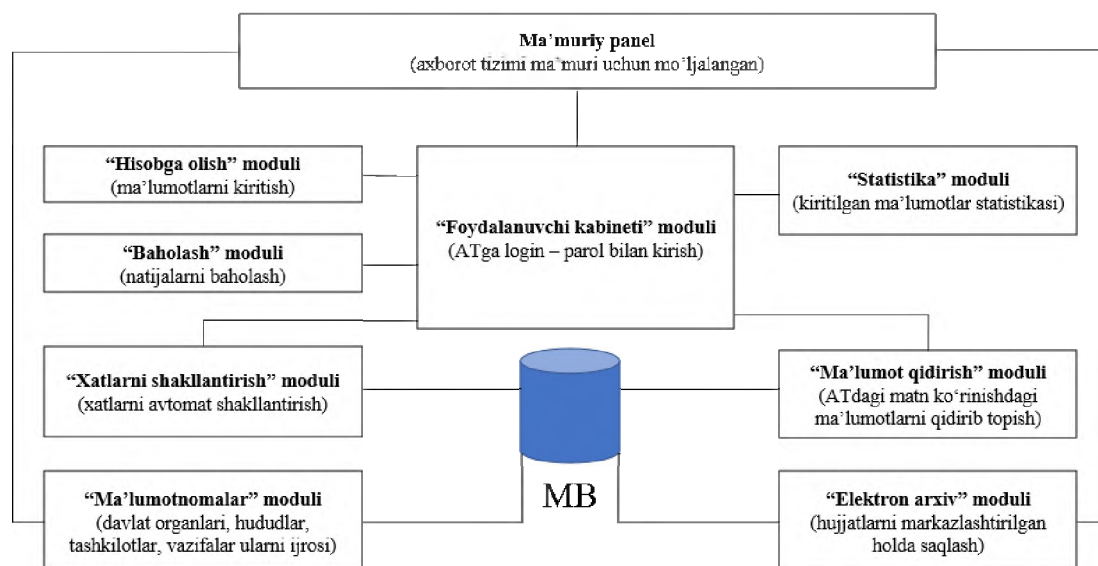 Ma’muriy panel
(axborot tizimi ma’muri uchun mo’ljalangan)
“Hisobga olish” moduli
(ma’lumotlarni kiritish)
“Foydalanuvchi kabineti” moduli
(ATga login – parol bilan kirish)
“Statistika” moduli
(kiritilgan ma’lumotlar statistikasi)
“Baholash” moduli
(natijalarni baholash)
“Xatlarni shakllantirish” moduli
(xatlarni avtomat shakllantirish)
“Ma’lumot qidirish” moduli
(ATdagi matn ko‘rinishdagi
ma’lumotlarni qidirib topish)
“Ma’lumotnomalar” moduli
(davlat organlari, hududlar,
tashkilotlar, vazifalar ularni ijrosi)
MB
“Elektron arxiv” moduli
(hujjatlarni markazlashtirilgan
holda saqlash)